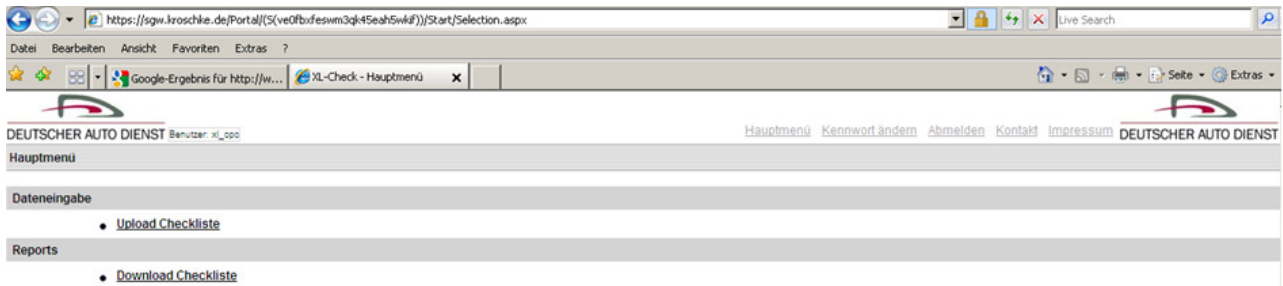 https://sgw.kroschke.de/Portal/(S(ve0fbxfeswm3qk45eah5wkif))/Start/Selection.aspx Live Search
Datei Bearbeiten Ansicht Favoriten Extras ?
Google-Ergebnis für http://w... XL-Check - Hauptmenü Seite Extras
DEUTSCHER AUTO DIENST Benutzer: xl_opc Hauptmenü Kennwort ändern Abmelden Kontakt Impressum DEUTSCHER AUTO DIENST
Hauptmenü
Dateneingabe
Upload Checkliste
Reports
Download Checkliste